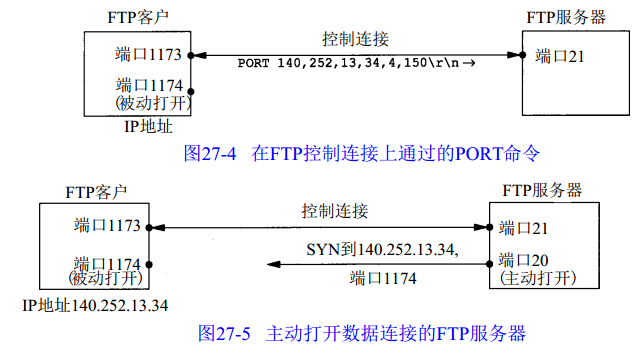 FTP客户
FTP服务器
控制连接
端口1173
端口21
PORT 140,252,13,34,4,150\r\n→
端口1174
(被动打开)
IP地址
图27-4 在FTP控制连接上通过的PORT命令
FTP客户
FTP服务器
控制连接
端口1173
端口21
SYN到140.252.13.34,
端口1174
端口1174
端口20
(被动打开)
(主动打开)
IP地址140.252.13.34
图27-5 主动打开数据连接的FTP服务器